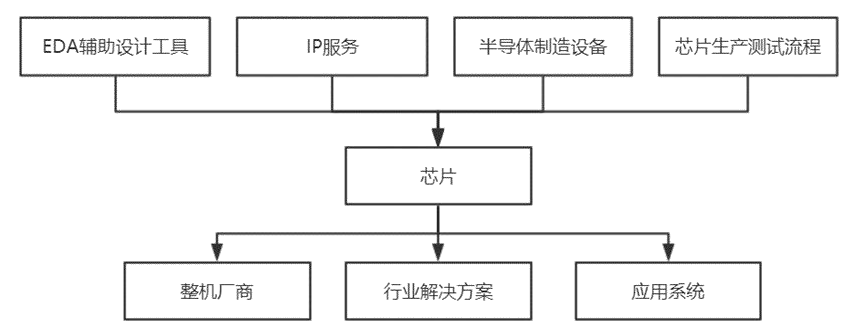 EDA辅助设计工具
IP服务
半导体制造设备
芯片生产测试流程
芯片
整机厂商
行业解决方案
应用系统